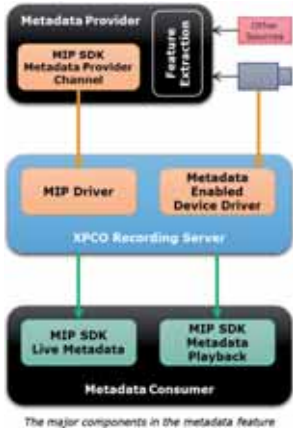 Metadata Provider
Other
Sources
MIP SDK
Metadata Provider
Channel
Feature
Extraction
MIP Driver
Metadata
Enabled
Device Driver
XPCO Recording Server
MIP SDK
Live Metadata
MIP SDK
Metadata
Playback
Metadata Consumer
The major components in the metadata feature